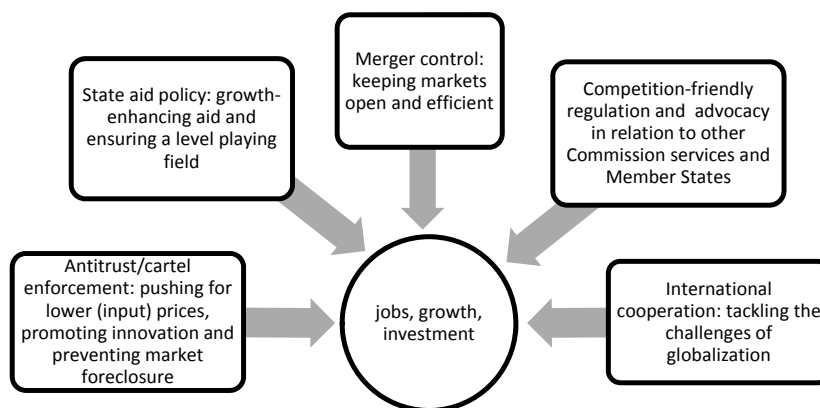 Merger control:
keeping markets
open and efficient
State aid policy: growth-
enhancing aid and
ensuring a level playing
field
Competition-friendly
regulation and  advocacy
in relation to other
Commission services and
Member States
Antitrust/cartel
enforcement: pushing for
lower (input) prices,
promoting innovation and
preventing market
foreclosure
jobs, growth,
investment
International
cooperation: tackling the
challenges of
globalization